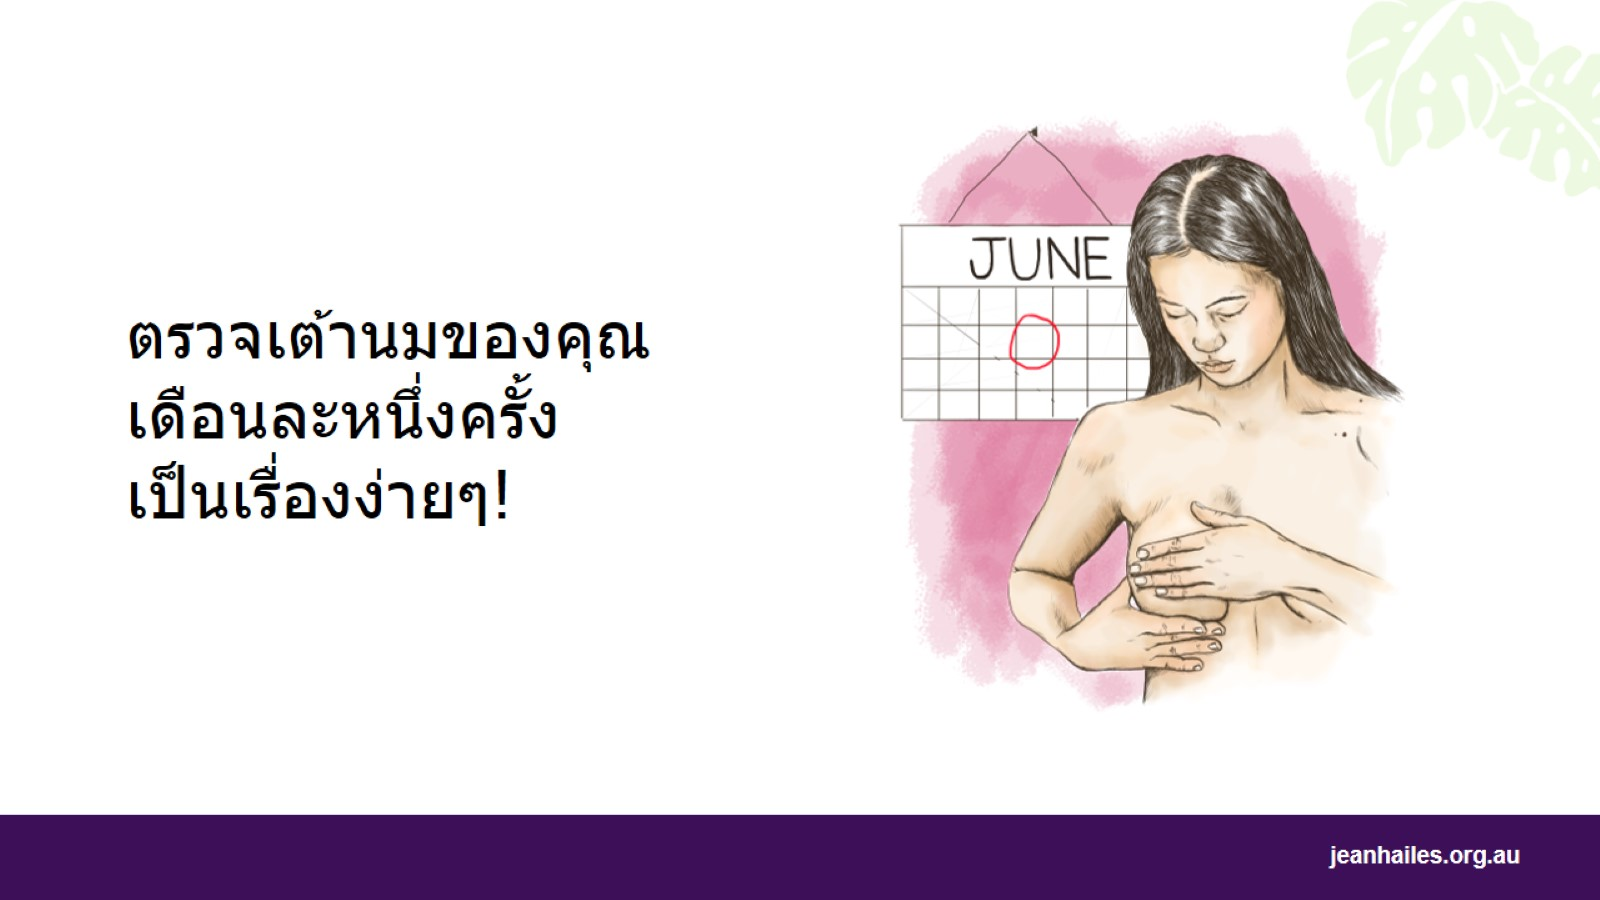 ตรวจเต้านมของคุณ
เดือนละหนึ่งครั้ง
เป็นเรื่องง่ายๆ!
JUNE
jeanhailes.org.au